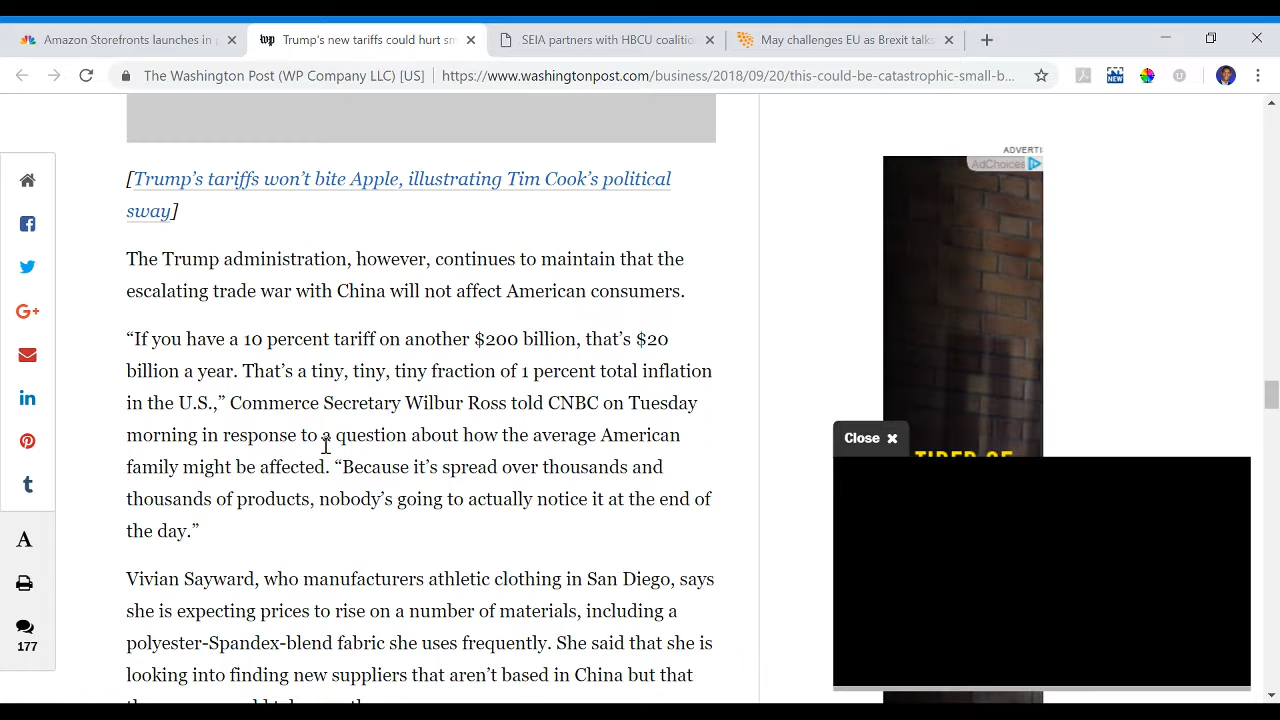 Amazon Storefronts launches in
Trump's new tariffs could hurt sm
SEIA partners with HBCU coalition
May challenges EU as Brexit talks
The Washington Post (WP Company LLC) [US]
https://www.washingtonpost.com/business/2018/09/20/this-could-be-catastrophic-small-b...
NEW
ADVERTI
AdChoices
[Trump’s tariffs won’t bite Apple, illustrating Tim Cook’s political
sway]
The Trump administration, however, continues to maintain that the
escalating trade war with China will not affect American consumers.
“If you have a 10 percent tariff on another $200 billion, that’s $20
billion a year. That’s a tiny, tiny, tiny fraction of 1 percent total inflation
in the U.S.,” Commerce Secretary Wilbur Ross told CNBC on Tuesday
morning in response to a question about how the average American
family might be affected. “Because it’s spread over thousands and
thousands of products, nobody’s going to actually notice it at the end of
the day.”
Vivian Sayward, who manufacturers athletic clothing in San Diego, says
she is expecting prices to rise on a number of materials, including a
polyester-Spandex-blend fabric she uses frequently. She said that she is
looking into finding new suppliers that aren’t based in China but that
Close
TIRED OF
A
177